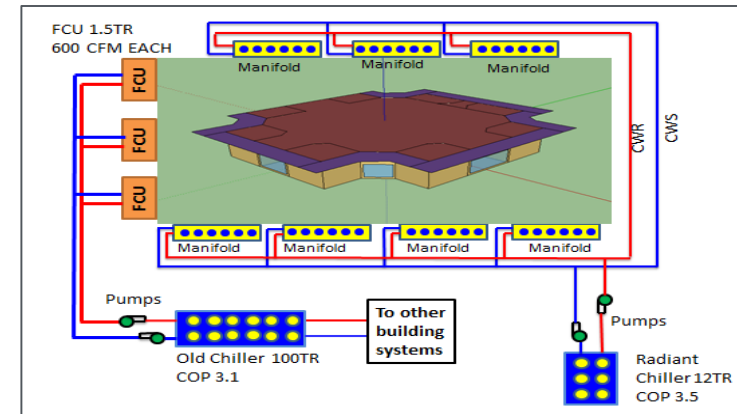 FCU 1.5TR
600 CFM EACH
Manifold
Manifold
Manifold
FCU
FCU
FCU
CWR
CWS
Manifold
Manifold
Manifold
Manifold
Pumps
To other
building
systems
Pumps
Old Chiller 100TR
COP 3.1
Radiant
Chiller 12TR
COP 3.5